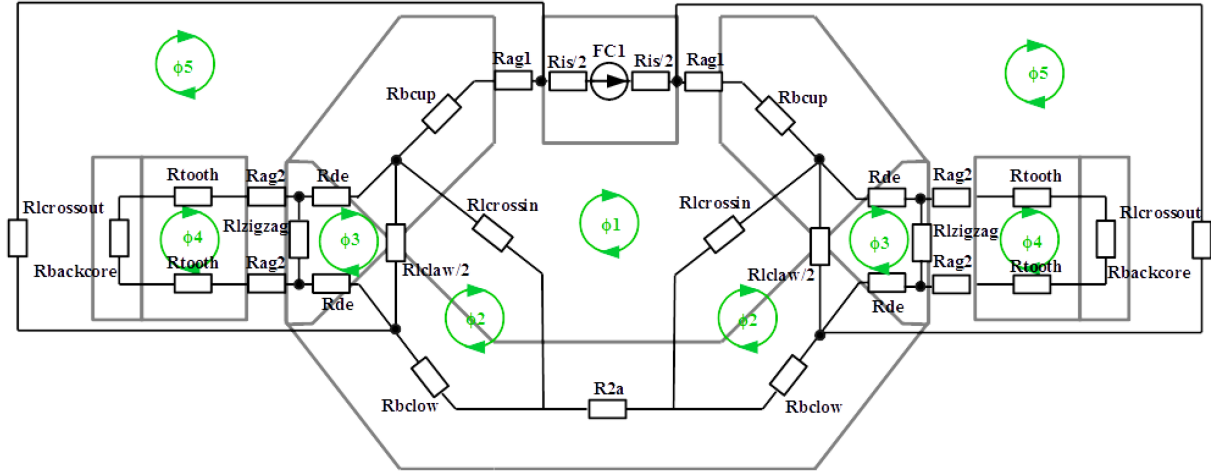 FC1
Rag1 Ris/2 Ris/2 Rag1
ϕ5 ϕ5
Rbcup Rbcup
Rtooth Rag2 Rde Rde Rag2 Rtooth
Rlcrossout Rlcrossin Rlcrossin Rlcrossout
ϕ4 Rlzigzag ϕ3 ϕ1 ϕ3 Rlzigzag ϕ4
Rbackcore Rtooth Rag2 Rlclaw/2 Rlclaw/2 Rag2 Rtooth Rbackcore
Rde Rde
ϕ2 ϕ2
Rbclow R2a Rbclow